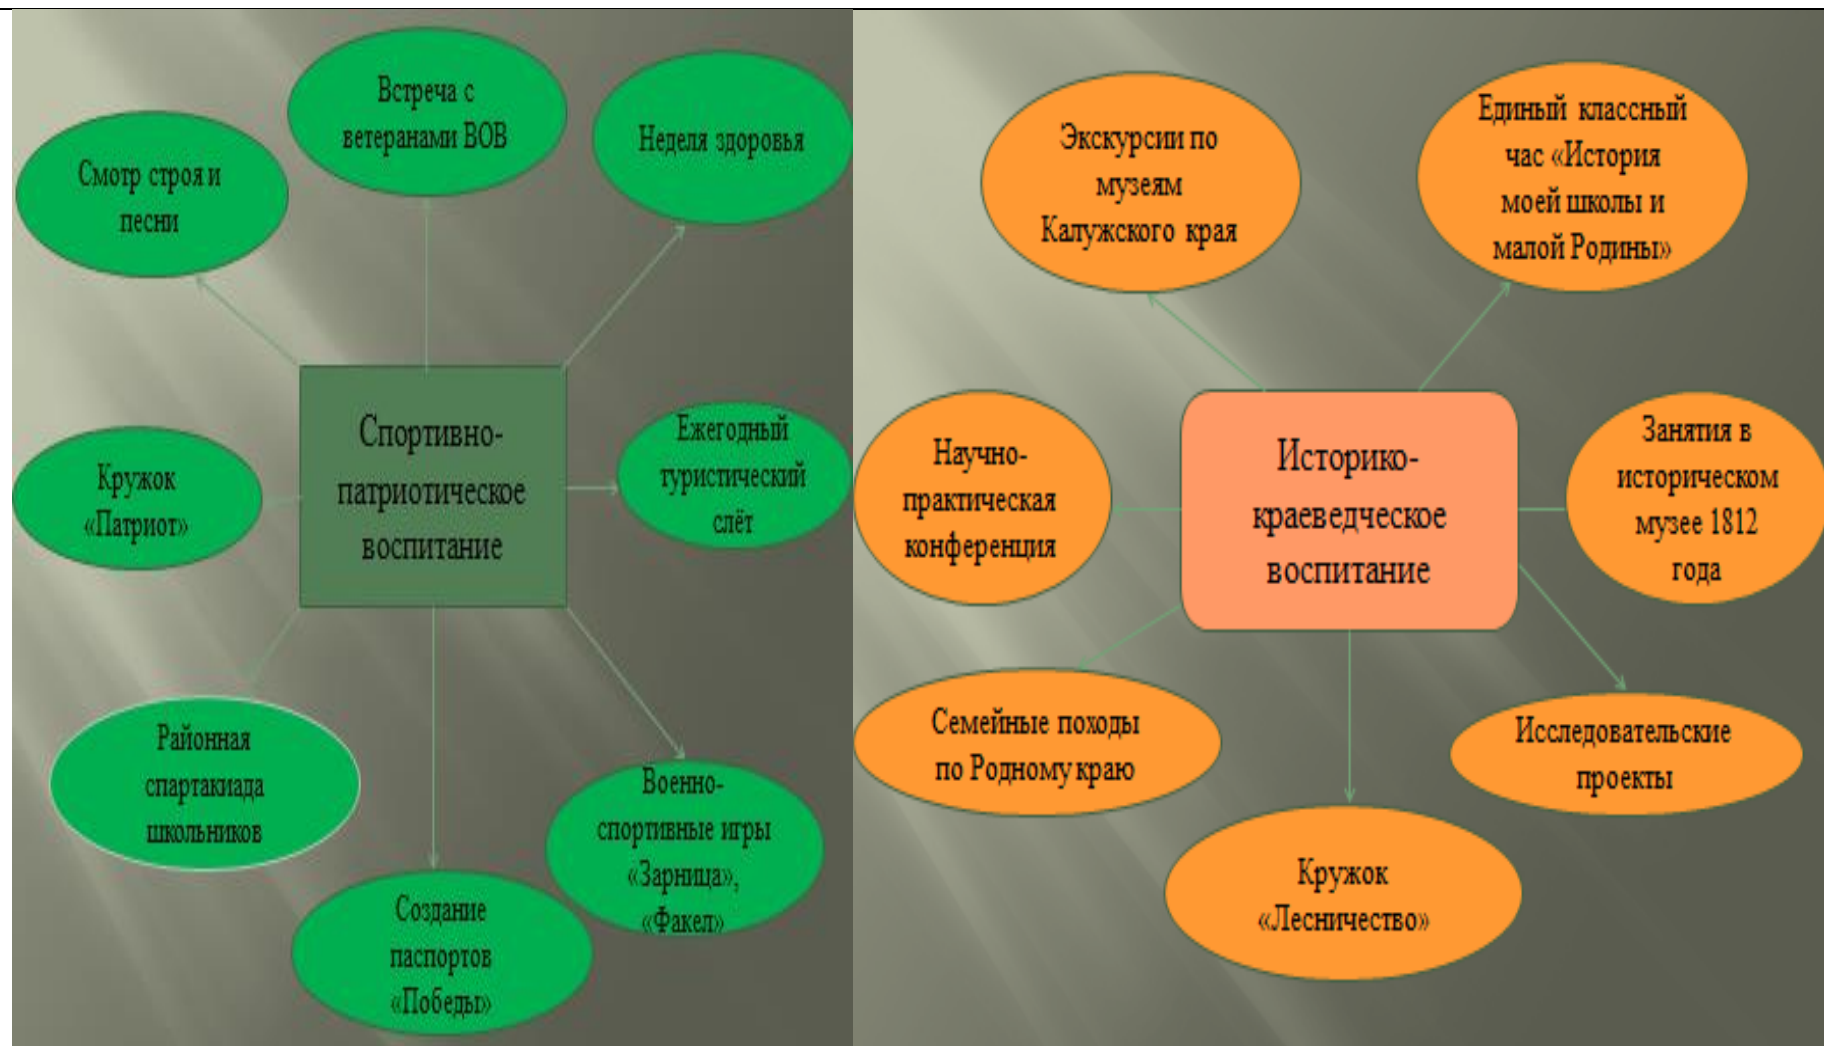 Встреча с
ветеранами ВОВ
Неделя здоровья
Смотр строя и
песни
Спортивно-
патриотическое
воспитание
Ежегодный
туристический
слёт
Кружок
«Патриот»
Районная
спартакиада
школьников
Военно-
спортивные игры
«Зарница»,
«Факел»
Создание
паспортов
«Победы»
Экскурсии по
музеям
Калужского края
Единый классный
час «История
моей школы и
малой Родины»
Научно-
практическая
конференция
Историко-
краеведческое
воспитание
Занятия в
историческом
музее 1812
года
Семейные походы
по Родному краю
Исследовательские
проекты
Кружок
«Лесничество»